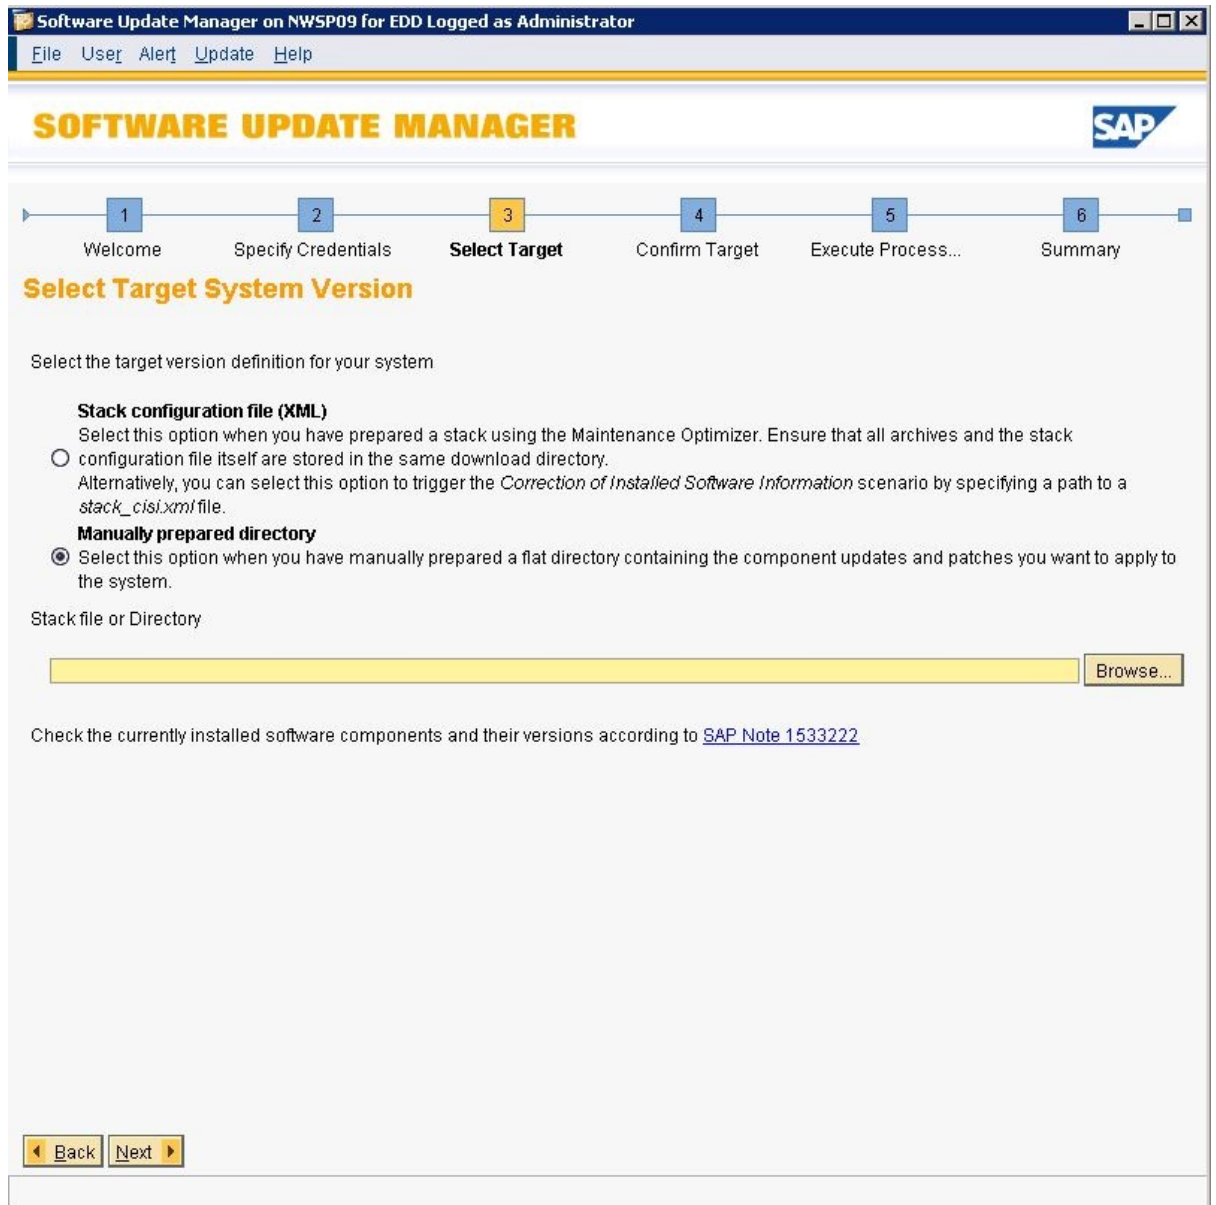 Software Update Manager on NWSP09 for EDD Logged as Administrator
File User Alert Update Help
SOFTWARE UPDATE MANAGER
SAP
1 2 3 4 5 6
Welcome Specify Credentials Select Target Confirm Target Execute Process... Summary
Select Target System Version
Select the target version definition for your system
Stack configuration file (XML)
Select this option when you have prepared a stack using the Maintenance Optimizer. Ensure that all archives and the stack
configuration file itself are stored in the same download directory.
Alternatively, you can select this option to trigger the Correction of Installed Software Information scenario by specifying a path to a
stack_cisi.xml file.
Manually prepared directory
Select this option when you have manually prepared a flat directory containing the component updates and patches you want to apply to
the system.
Stack file or Directory
Browse...
Check the currently installed software components and their versions according to SAP Note 1533222
Back Next